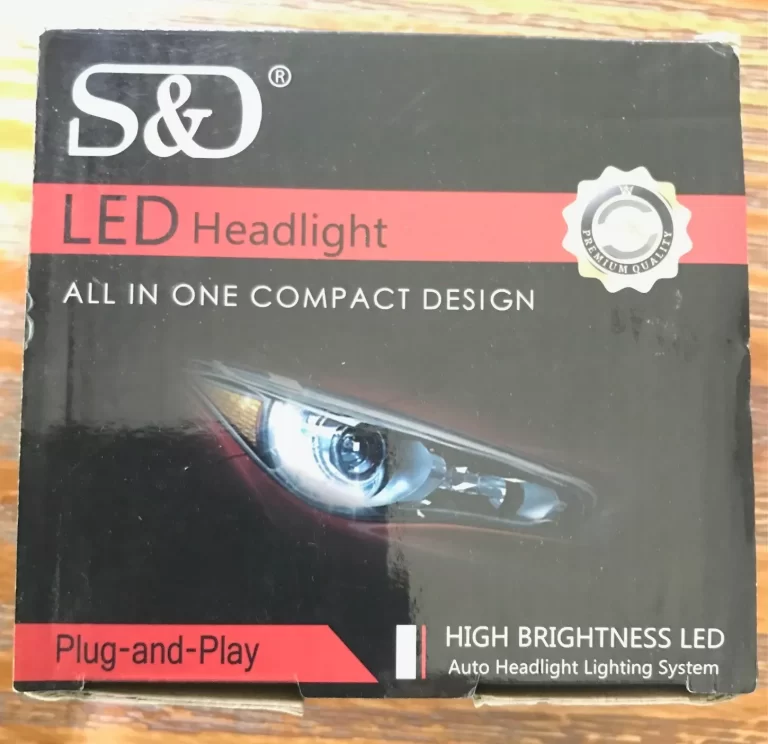 S&D®
LED Headlight
PREMIUM QUALITY
ALL IN ONE COMPACT DESIGN
Plug-and-Play
HIGH BRIGHTNESS LED
Auto Headlight Lighting System